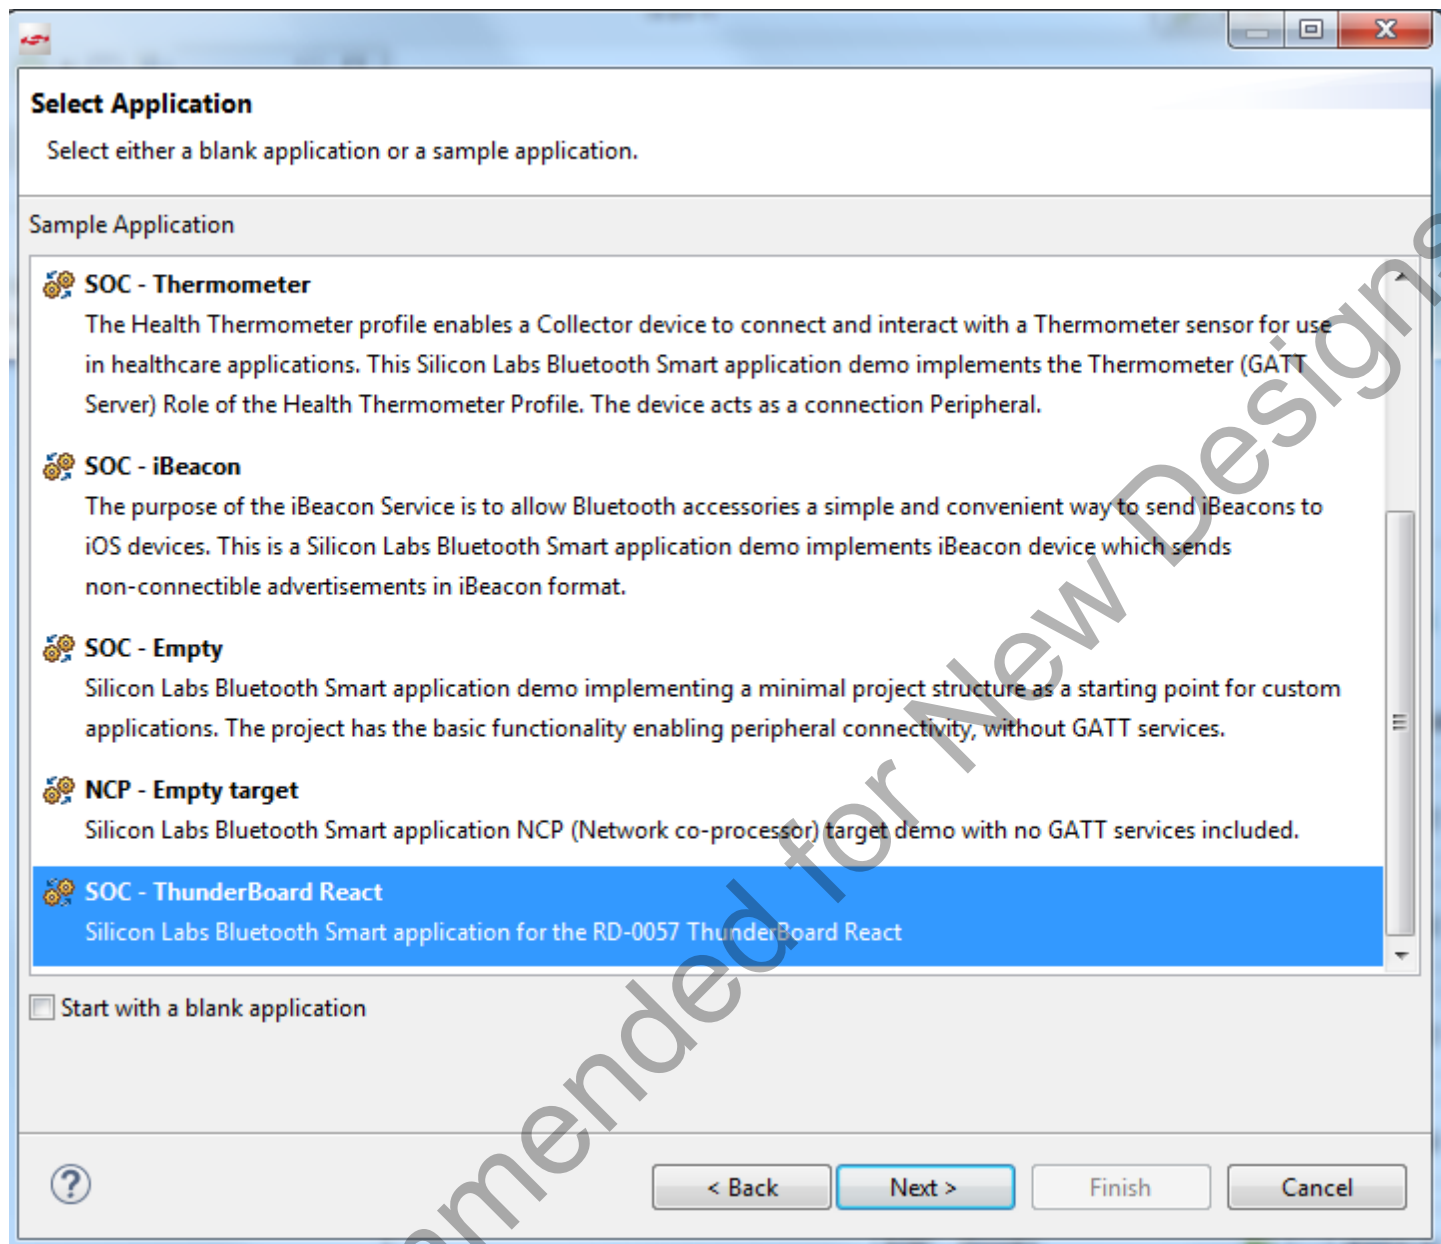 Select Application
Select either a blank application or a sample application.
Sample Application
SOC - Thermometer
The Health Thermometer profile enables a Collector device to connect and interact with a Thermometer sensor for use
in healthcare applications. This Silicon Labs Bluetooth Smart application demo implements the Thermometer (GATT
Server) Role of the Health Thermometer Profile. The device acts as a connection Peripheral.
SOC - iBeacon
The purpose of the iBeacon Service is to allow Bluetooth accessories a simple and convenient way to send iBeacons to
iOS devices. This is a Silicon Labs Bluetooth Smart application demo implements iBeacon device which sends
non-connectible advertisements in iBeacon format.
SOC - Empty
Silicon Labs Bluetooth Smart application demo implementing a minimal project structure as a starting point for custom
applications. The project has the basic functionality enabling peripheral connectivity, without GATT services.
NCP - Empty target
Silicon Labs Bluetooth Smart application NCP (Network co-processor) target demo with no GATT services included.
SOC - ThunderBoard React
Silicon Labs Bluetooth Smart application for the RD-0057 ThunderBoard React
Start with a blank application
?
< Back Next > Finish Cancel
mmended for New Designs